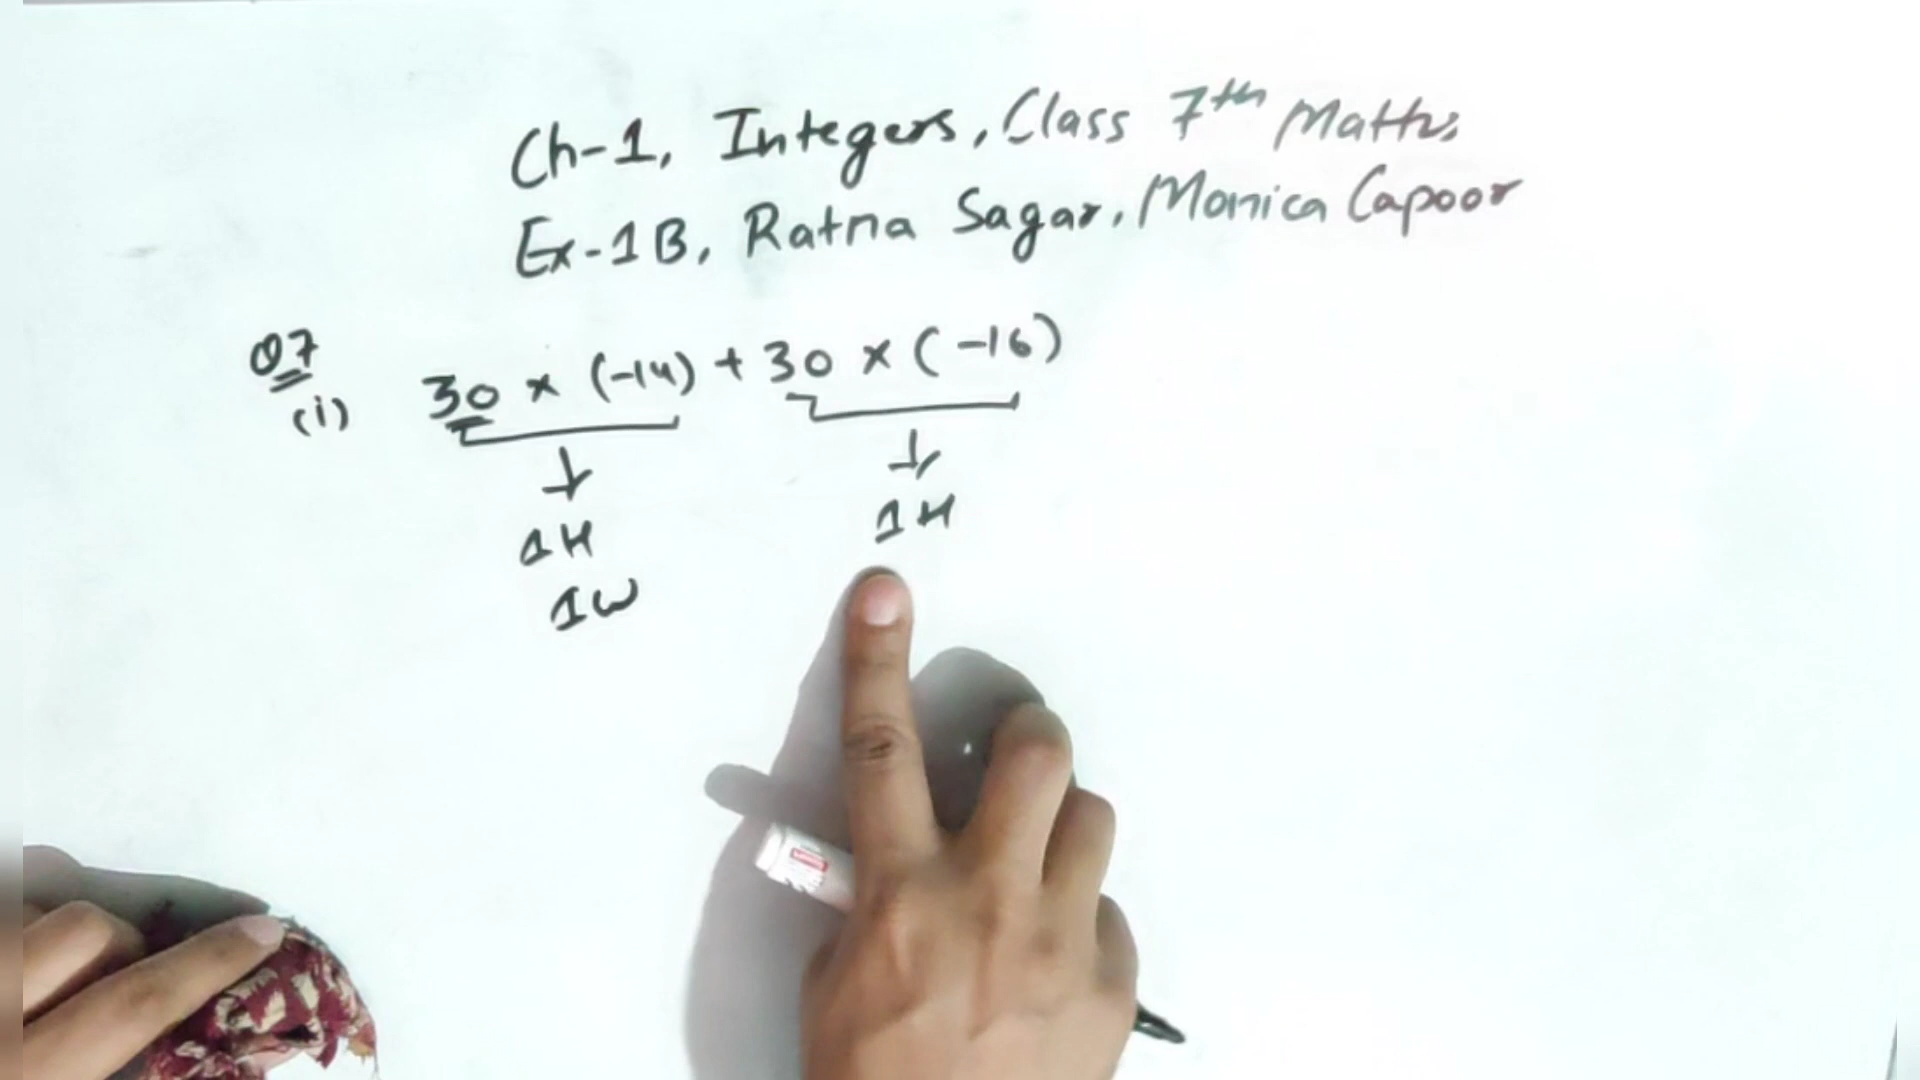 Ch-1, Integers, Class 7th Maths,
Ex-1B, Ratna Sagar, Monica Capoor
Q7
(i) 30 × (-14) + 30 × (-16)
1H 1H
1W